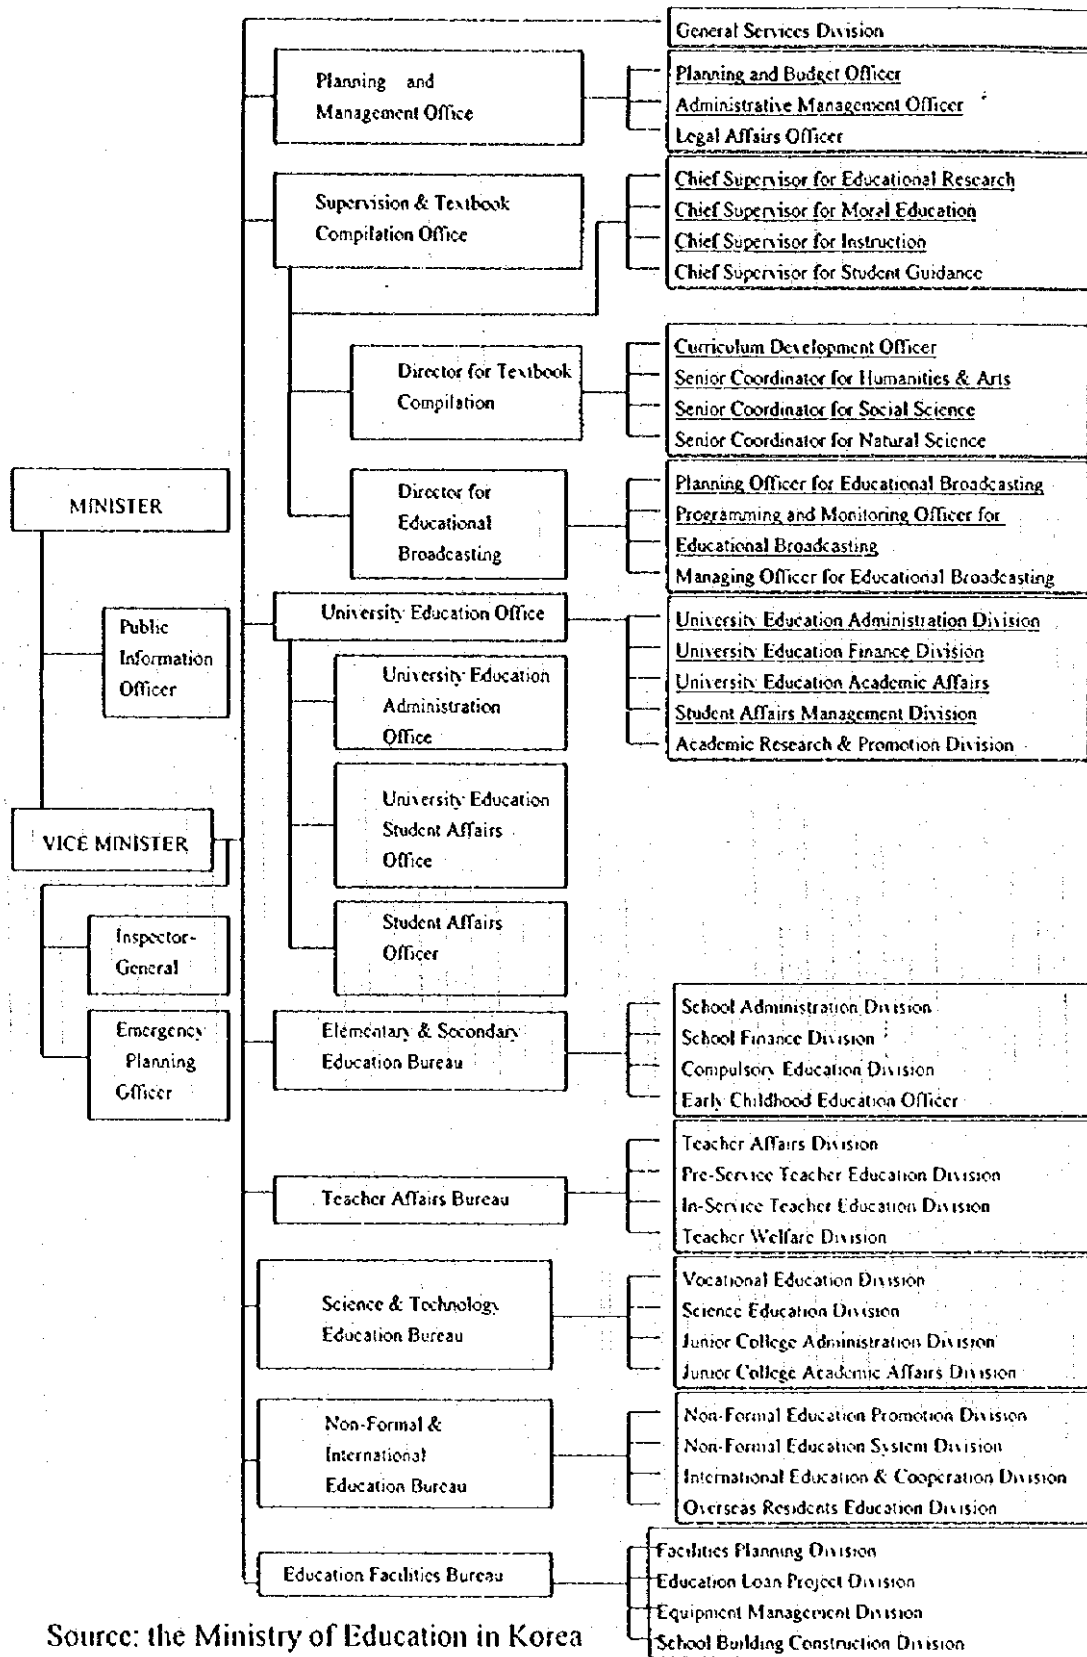 General Services Division
Planning and
Management Office
Planning and Budget Officer
Administrative Management Officer
Legal Affairs Officer
Supervision & Textbook
Compilation Office
Chief Supervisor for Educational Research
Chief Supervisor for Moral Education
Chief Supervisor for Instruction
Chief Supervisor for Student Guidance
Director for Textbook
Compilation
Curriculum Development Officer
Senior Coordinator for Humanities & Arts
Senior Coordinator for Social Science
Senior Coordinator for Natural Science
MINISTER
Director for
Educational
Broadcasting
Planning Officer for Educational Broadcasting
Programming and Monitoring Officer for
Educational Broadcasting
Managing Officer for Educational Broadcasting
Public
Information
Officer
University Education Office
University Education Administration Division
University Education Finance Division
University Education Academic Affairs
Student Affairs Management Division
Academic Research & Promotion Division
University Education
Administration
Office
VICE MINISTER
University Education
Student Affairs
Office
Student Affairs
Officer
Inspector-
General
Emergency
Planning
Officer
Elementary & Socondary
Education Bureau
School Administration Division
School Finance Division
Compulsory Education Division
Early Childhood Education Officer
Teacher Affairs Bureau
Teacher Affairs Division
Pre-Service Teacher Education Division
In-Service Teacher Education Division
Teacher Welfare Division
Science & Technology
Education Bureau
Vocational Education Division
Science Education Division
Junior College Administration Division
Junior College Academic Affairs Division
Non-Formal &
International
Education Bureau
Non-Formal Education Promotion Division
Non-Formal Education System Division
International Education & Cooperation Division
Overseas Residents Education Division
Education Facilities Bureau
Facilities Planning Division
Education Loan Project Division
Equipment Management Division
School Building Construction Division
Source: the Ministry of Education in Korea